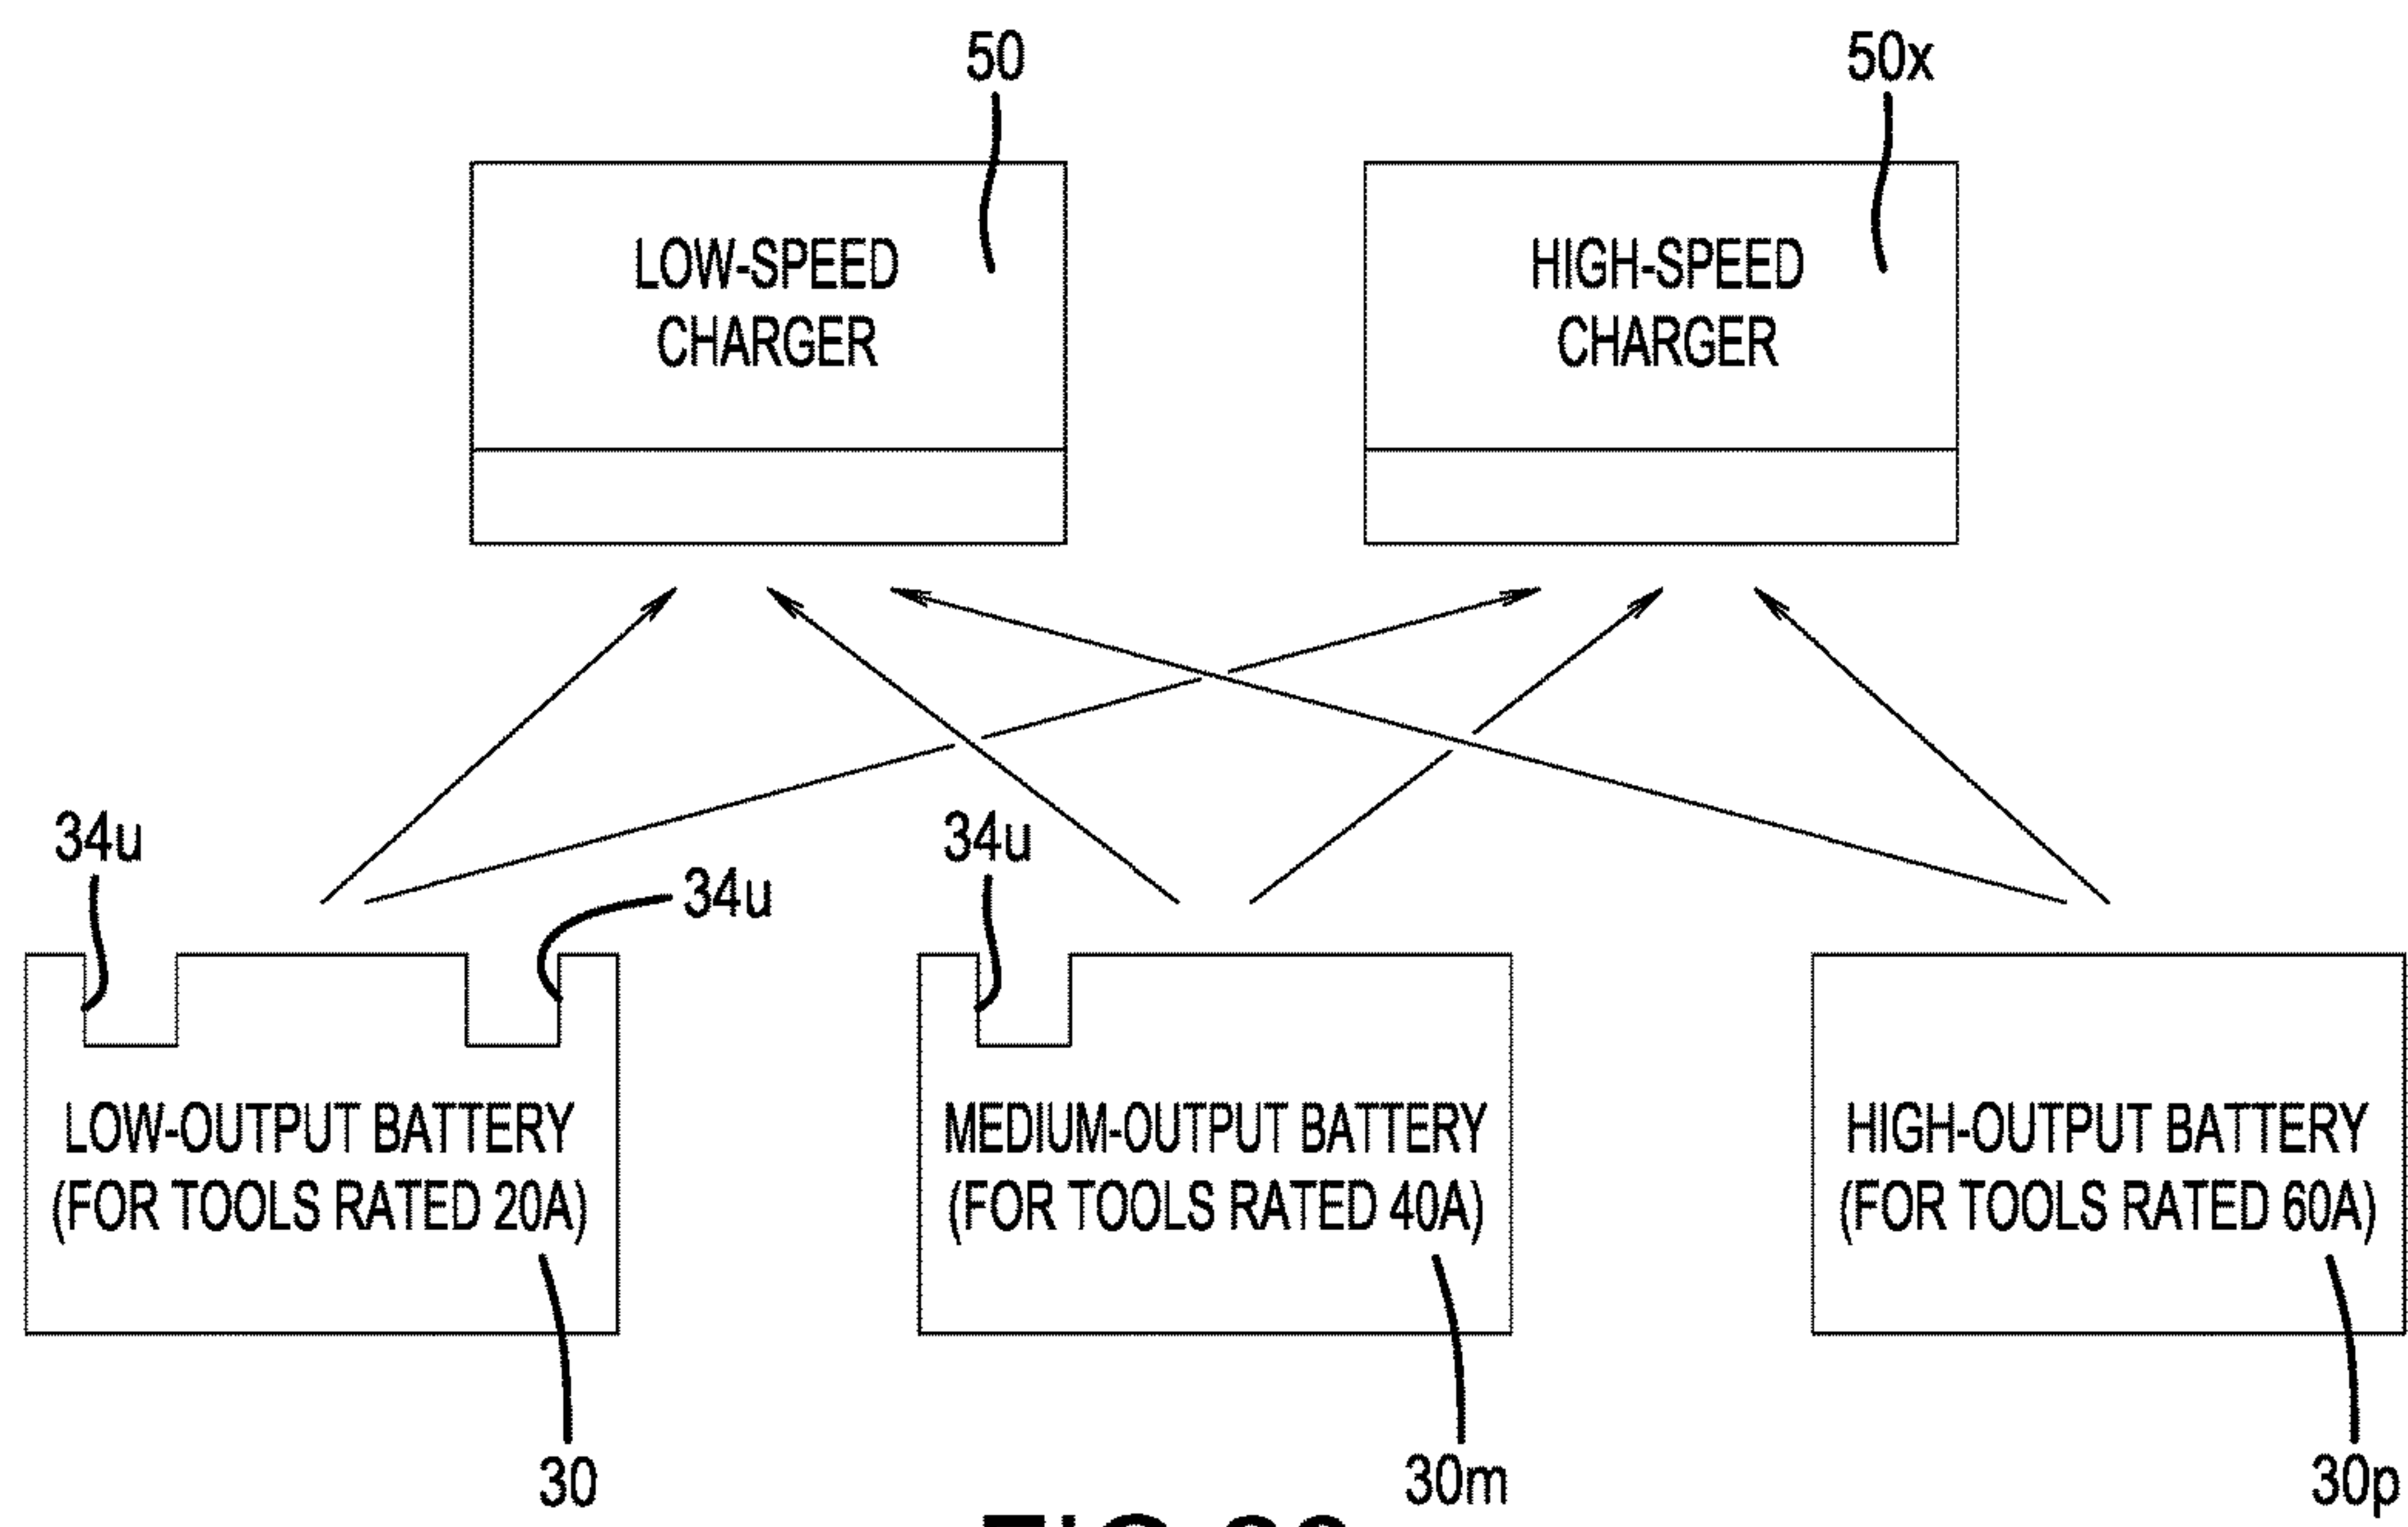 50
50x
LOW-SPEED
CHARGER
HIGH-SPEED
CHARGER
34u
34u
34u
LOW-OUTPUT BATTERY
(FOR TOOLS RATED 20A)
MEDIUM-OUTPUT BATTERY
(FOR TOOLS RATED 40A)
HIGH-OUTPUT BATTERY
(FOR TOOLS RATED 60A)
30
30m
30p